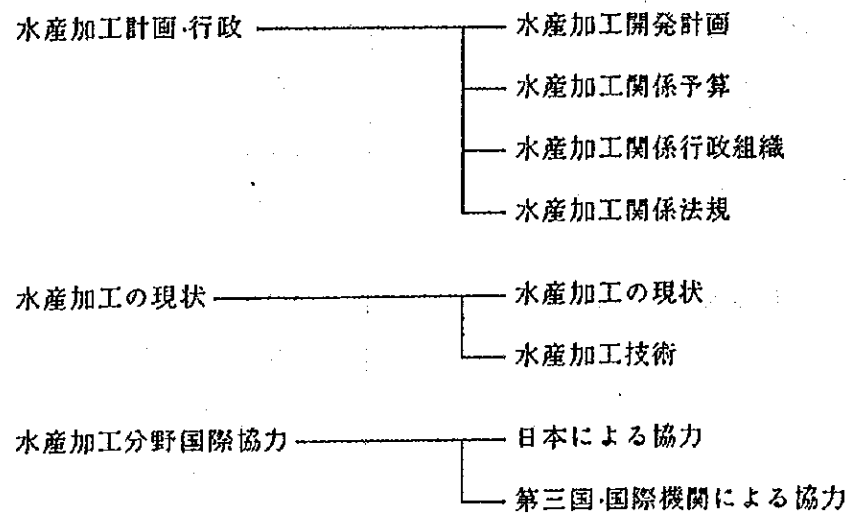 水産加工計画·行政
水産加工開発計画
水産加工関係予算
水産加工関係行政組織
水産加工関係法規
水産加工の現状
水産加工の現状
水産加工技術
水産加工分野国際協力
日本による協力
第三国·国際機関による協力